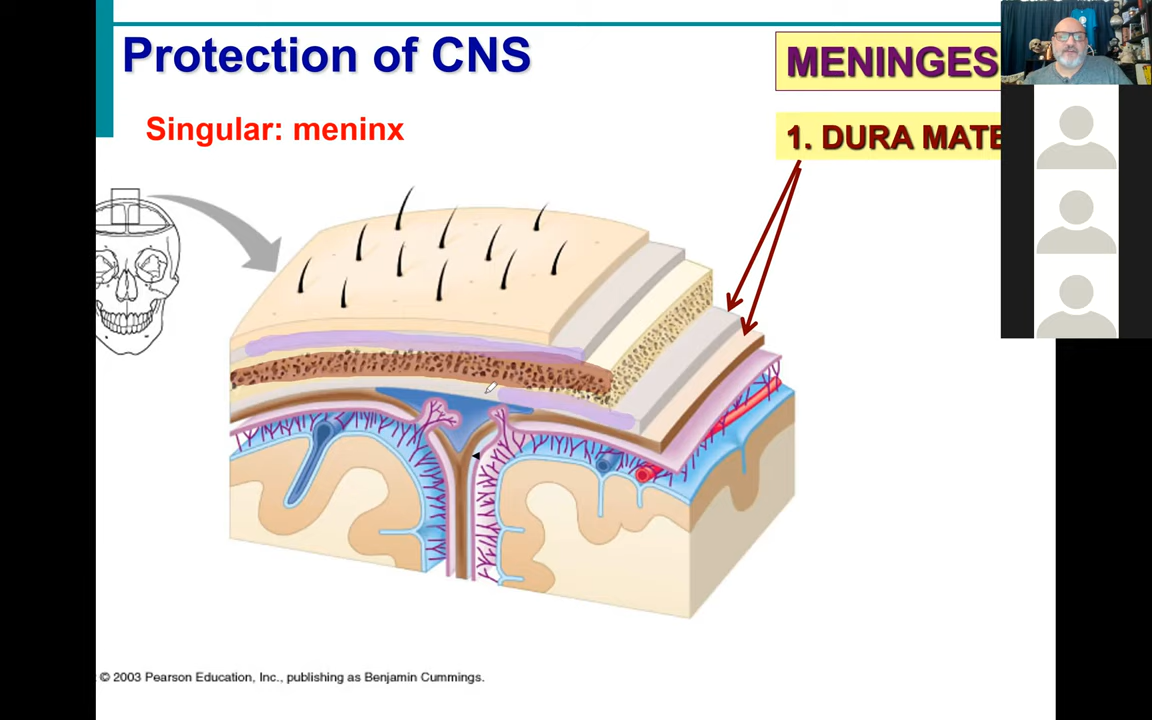 Protection of CNS
MENINGES
Singular: meninx
1. DURA MATE
© 2003 Pearson Education, Inc., publishing as Benjamin Cummings.